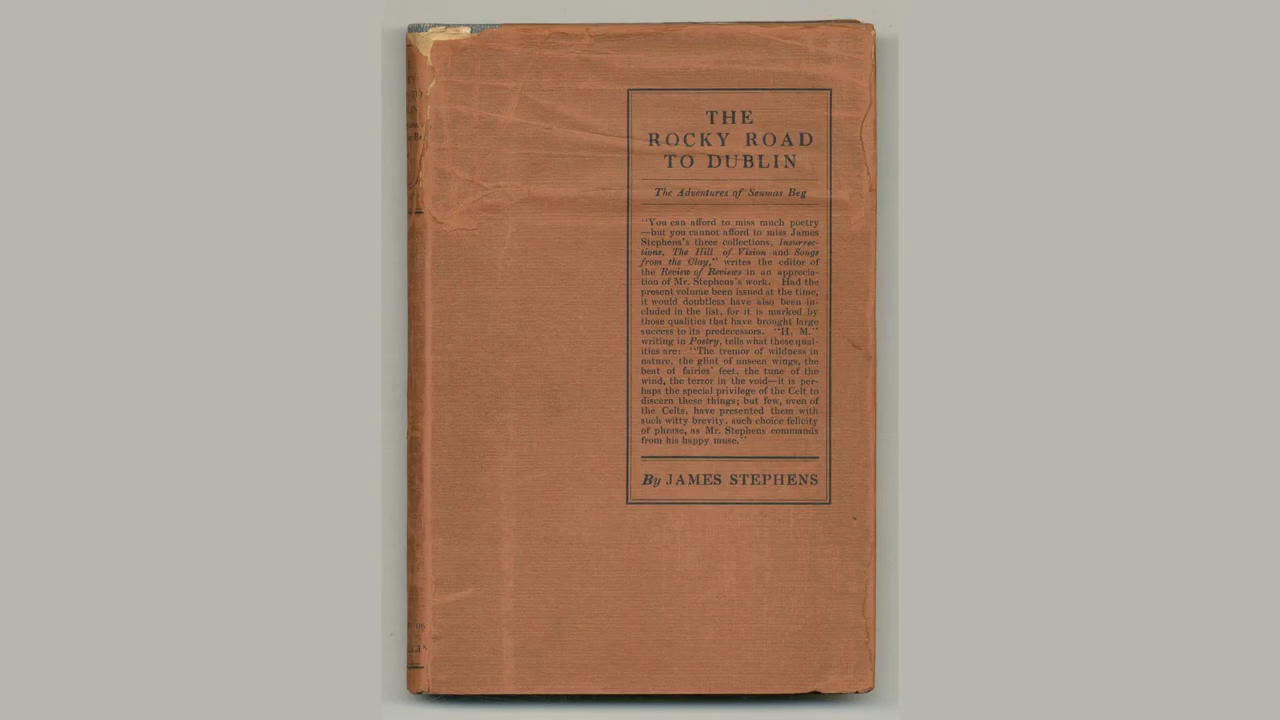 THE
ROCKY ROAD
TO DUBLIN
The Adventures of Seumas Beg
"You can afford to miss much poetry
—but you cannot afford to miss James
Stephens's three collections, Insurrec-
tions, The Hill of Vision and Songs
from the Clay," writes the editor of
the Review of Reviews in an apprecia-
tion of Mr. Stephens's work. Had the
present volume been issued at the time,
it would doubtless have also been in-
cluded in the list, for it is marked by
those qualities that have brought large
success to its predecessors. "H. M."
writing in Poetry, tells what these qual-
ities are: "The tremor of wildness in
nature, the glint of unseen wings, the
beat of fairies' feet, the tune of the
wind, the terror in the void—it is per-
haps the special privilege of the Celt to
discern these things; but few, even of
the Celts, have presented them with
such witty brevity, such choice felicity
of phrase, as Mr. Stephens commands
from his happy muse."
By JAMES STEPHENS